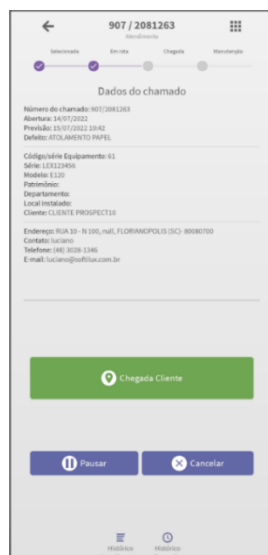 907 / 2081263
Atendimento
Selecionada Em rota Chegada Manutenção
Dados do chamado
Número do chamado: 907/2081263
Abertura: 14/07/2022
Previsão: 15/07/2022 10:42
Defeito: ATOLAMENTO PAPEL
Código/série Equipamento: 61
Série: LEX123456
Modelo: E120
Patrimônio:
Departamento:
Local Instalado:
Cliente: CLIENTE PROSPECT10
Endereço: RUA 10 - N 100, null, FLORIANOPOLIS (SC)- 80080700
Contato: luciano
Telefone: (48) 3028-1346
E-mail: luciano@softilux.com.br
Chegada Cliente
Pausar Cancelar
Histórico Histórico